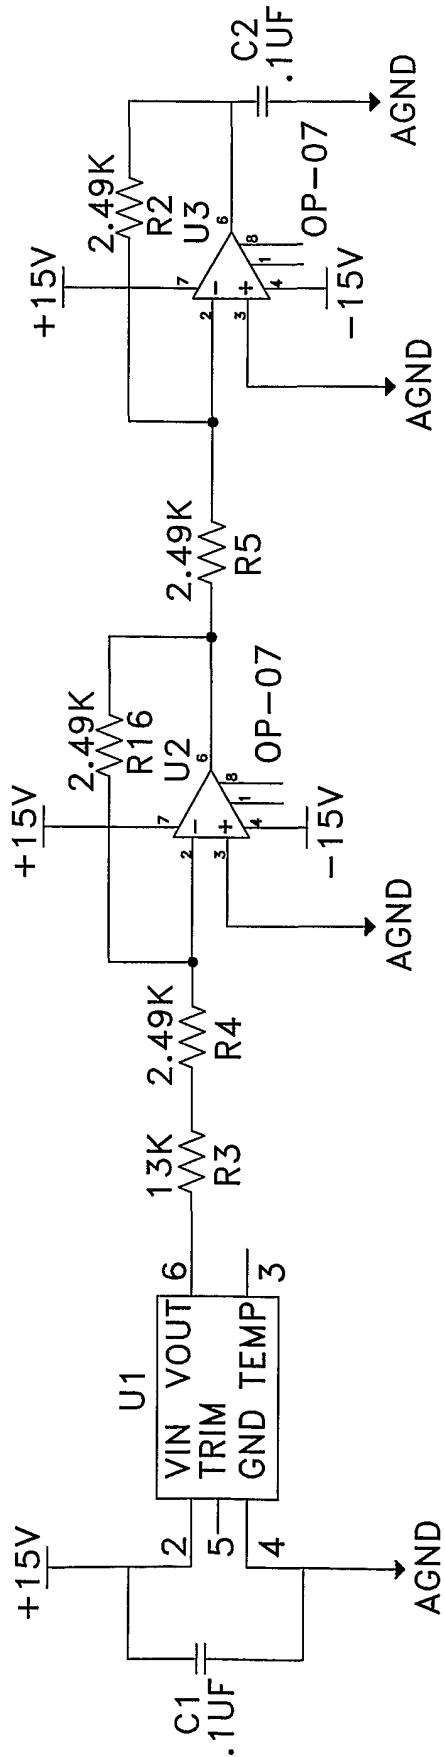 +15V
C1
.1UF
2
5
4
AGND
U1
VIN VOUT
TRIM
GND TEMP
6
3
13K
R3
2.49K
R4
2.49K
R16
+15V
U2
7
2
-
3
+
6
8
1
4
OP-07
-15V
AGND
2.49K
R5
2.49K
R2
+15V
U3
7
2
-
3
+
6
8
1
4
OP-07
-15V
AGND
C2
.1UF
AGND